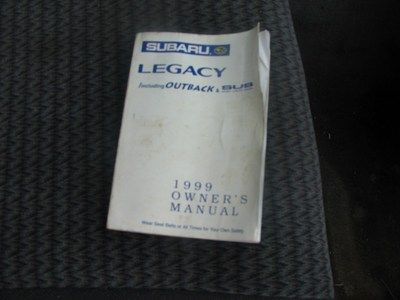 SUBARU
LEGACY
Including OUTBACK & SUS
1999
OWNER'S
MANUAL
Wear Seat Belts at All Times for Your Own Safety